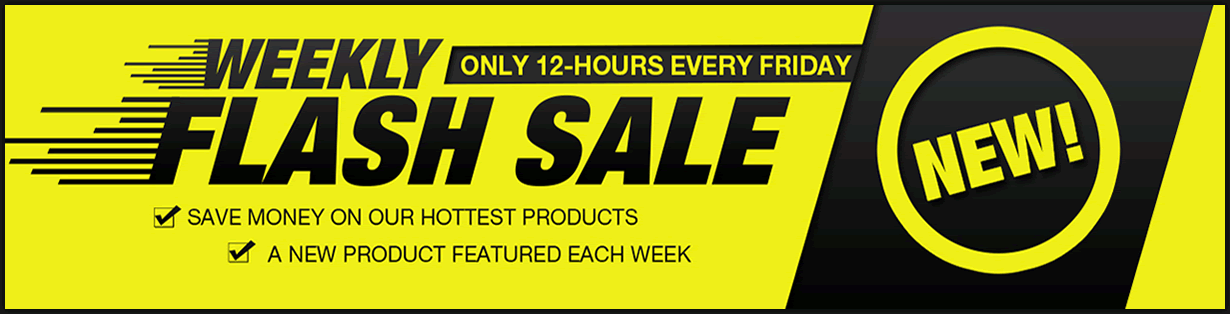 WEEKLY
ONLY 12-HOURS EVERY FRIDAY
FLASH SALE
SAVE MONEY ON OUR HOTTEST PRODUCTS
A NEW PRODUCT FEATURED EACH WEEK
NEW!